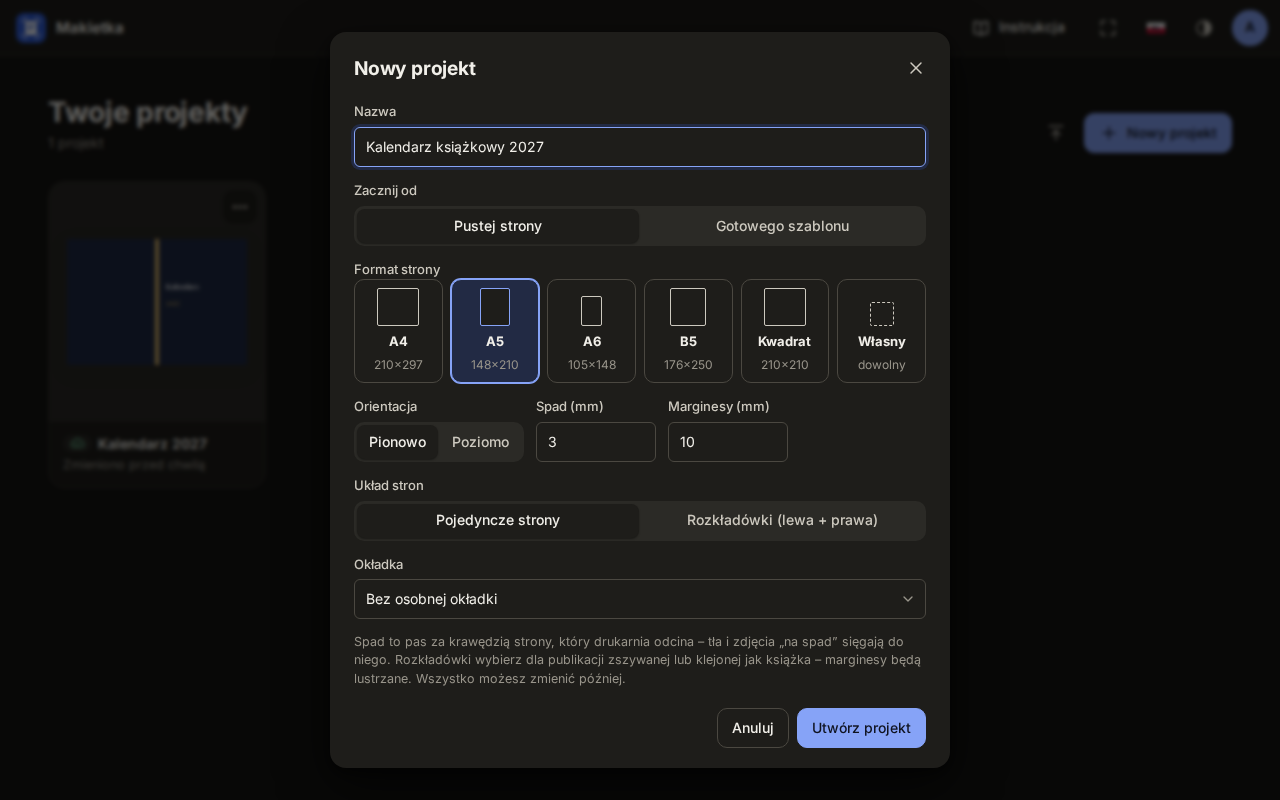 Makietka
Instrukcja
A
Twoje projekty
1 projekt
Nowy projekt
Kalendarz 2027
Zmieniono przed chwilą
Nowy projekt
Nazwa
Kalendarz książkowy 2027
Zacznij od
Pustej strony
Gotowego szablonu
Format strony
A4
210×297
A5
148×210
A6
105×148
B5
176×250
Kwadrat
210×210
Własny
dowolny
Orientacja
Spad (mm)
Marginesy (mm)
Pionowo
Poziomo
3
10
Układ stron
Pojedyncze strony
Rozkładówki (lewa + prawa)
Okładka
Bez osobnej okładki
Spad to pas za krawędzią strony, który drukarnia odcina – tła i zdjęcia „na spad” sięgają do
niego. Rozkładówki wybierz dla publikacji zszywanej lub klejonej jak książka – marginesy będą
lustrzane. Wszystko możesz zmienić później.
Anuluj
Utwórz projekt